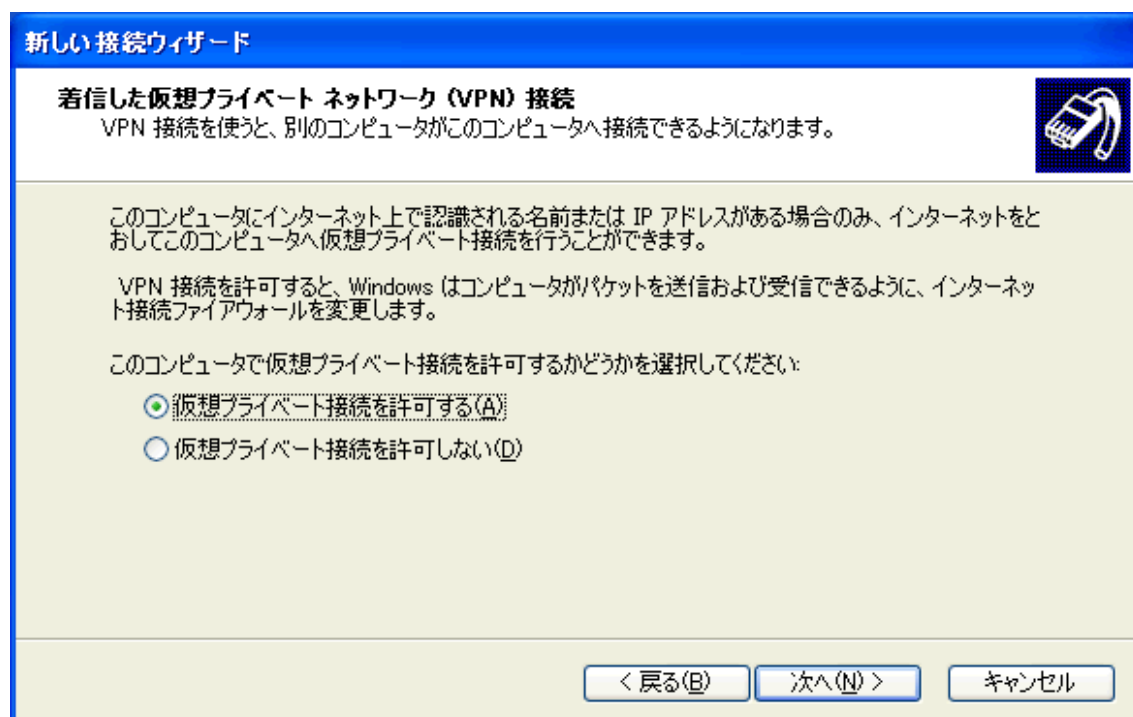 新しい接続ウィザード
着信した仮想プライベート ネットワーク (VPN) 接続
VPN 接続を使うと、別のコンピュータがこのコンピュータへ接続できるようになります。
このコンピュータにインターネット上で認識される名前または IP アドレスがある場合のみ、インターネットをと
おしてこのコンピュータへ仮想プライベート接続を行うことができます。
VPN 接続を許可すると、Windows はコンピュータがパケットを送信および受信できるように、インターネッ
ト接続ファイアウォールを変更します。
このコンピュータで仮想プライベート接続を許可するかどうかを選択してください:
仮想プライベート接続を許可する(A)
仮想プライベート接続を許可しない(D)
< 戻る(B) 次へ(N) > キャンセル